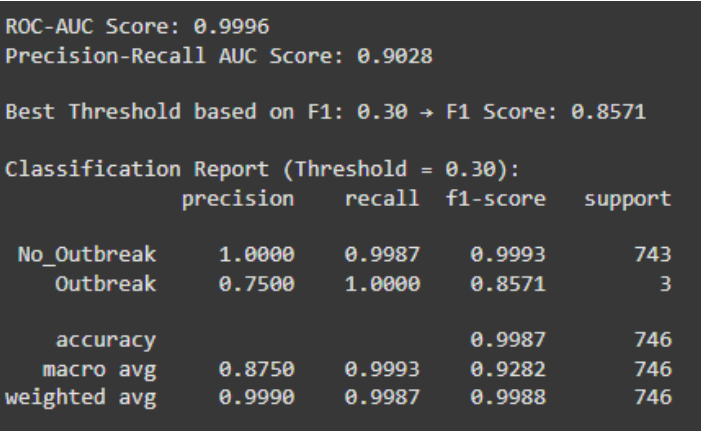 ROC-AUC Score: 0.9996
Precision-Recall AUC Score: 0.9028
Best Threshold based on F1: 0.30 → F1 Score: 0.8571
Classification Report (Threshold = 0.30):
precision recall f1-score support
No_Outbreak 1.0000 0.9987 0.9993 743
Outbreak 0.7500 1.0000 0.8571 3
accuracy 0.9987 746
macro avg 0.8750 0.9993 0.9282 746
weighted avg 0.9990 0.9987 0.9988 746